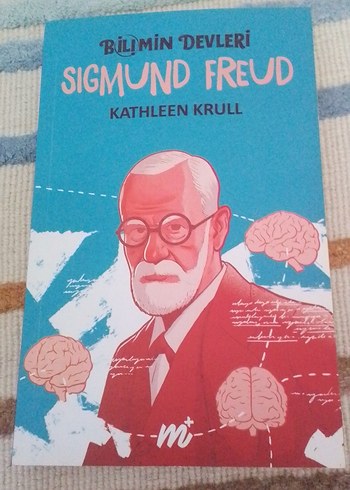 BİLİMİN DEVLERİ
SIGMUND FREUD
KATHLEEN KRULL
m+